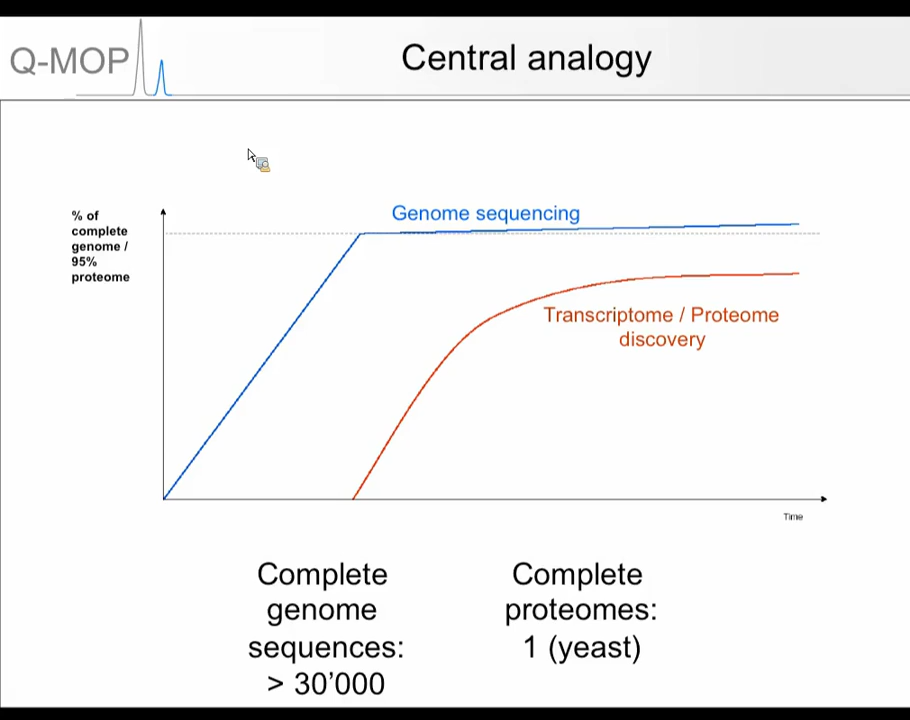 Q-MOP
Central analogy
% of
complete
genome /
95%
proteome
Genome sequencing
Transcriptome / Proteome
discovery
Time
Complete
genome
sequences:
> 30’000
Complete
proteomes:
1 (yeast)